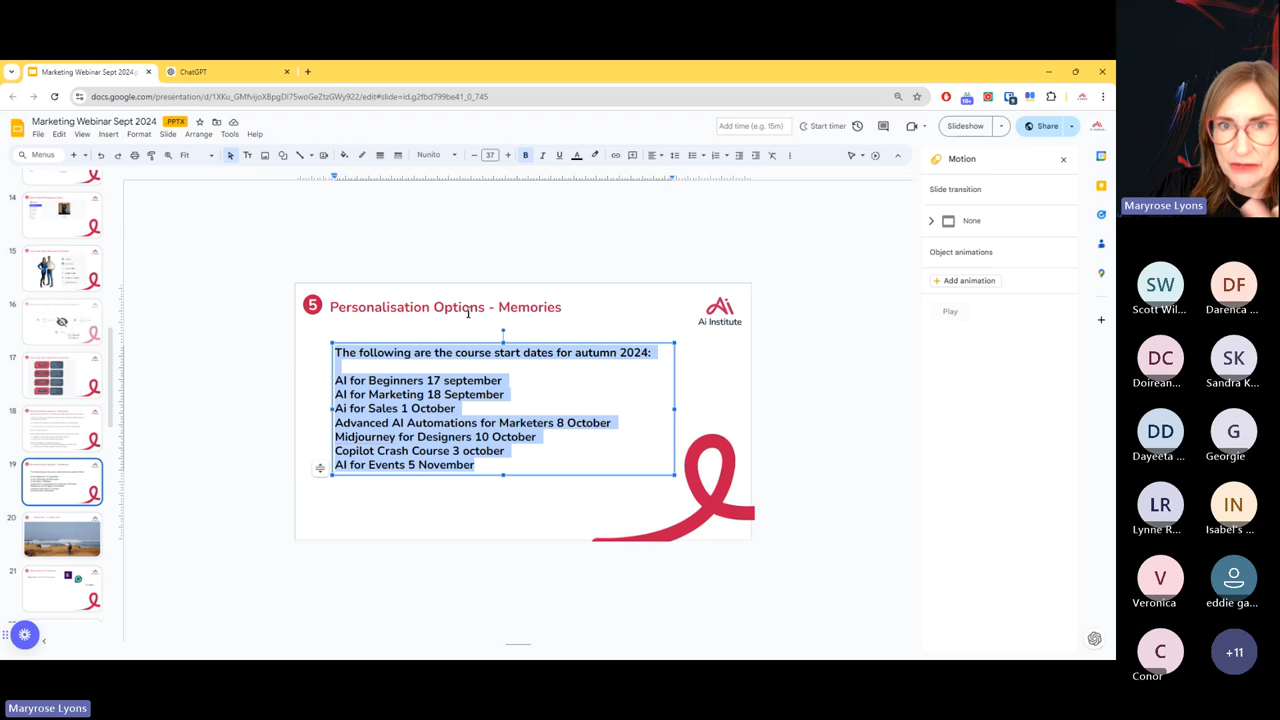 Marketing Webinar Sept 2024
ChatGPT
docs.google.com/presentation/d/1XKu_GMfvijoXBpgDl75woGeZtzGWy922/edit#slide=id.g2fbd799be41_0_745
Marketing Webinar Sept 2024 .PPTX
File Edit View Insert Format Slide Arrange Tools Help
Add time (e.g. 15m)
Start timer
Slideshow
Share
Menus
Fit
Nunito
37
B I U A
Motion
Slide transition
None
Object animations
+ Add animation
Play
14
15
16
17
18
19
20
21
5 Personalisation Options - Memories
Ai Institute
The following are the course start dates for autumn 2024:
AI for Beginners 17 september
AI for Marketing 18 September
Ai for Sales 1 October
Advanced AI Automations for Marketers 8 October
Midjourney for Designers 10 October
Copilot Crash Course 3 october
AI for Events 5 November
Maryrose Lyons
SW
Scott Wil...
DF
Darenca ...
DC
Doirean...
SK
Sandra K...
DD
Dayeeta ...
G
Georgie
LR
Lynne R...
IN
Isabel's ...
V
Veronica
eddie ga...
C
Conor
+11
Maryrose Lyons